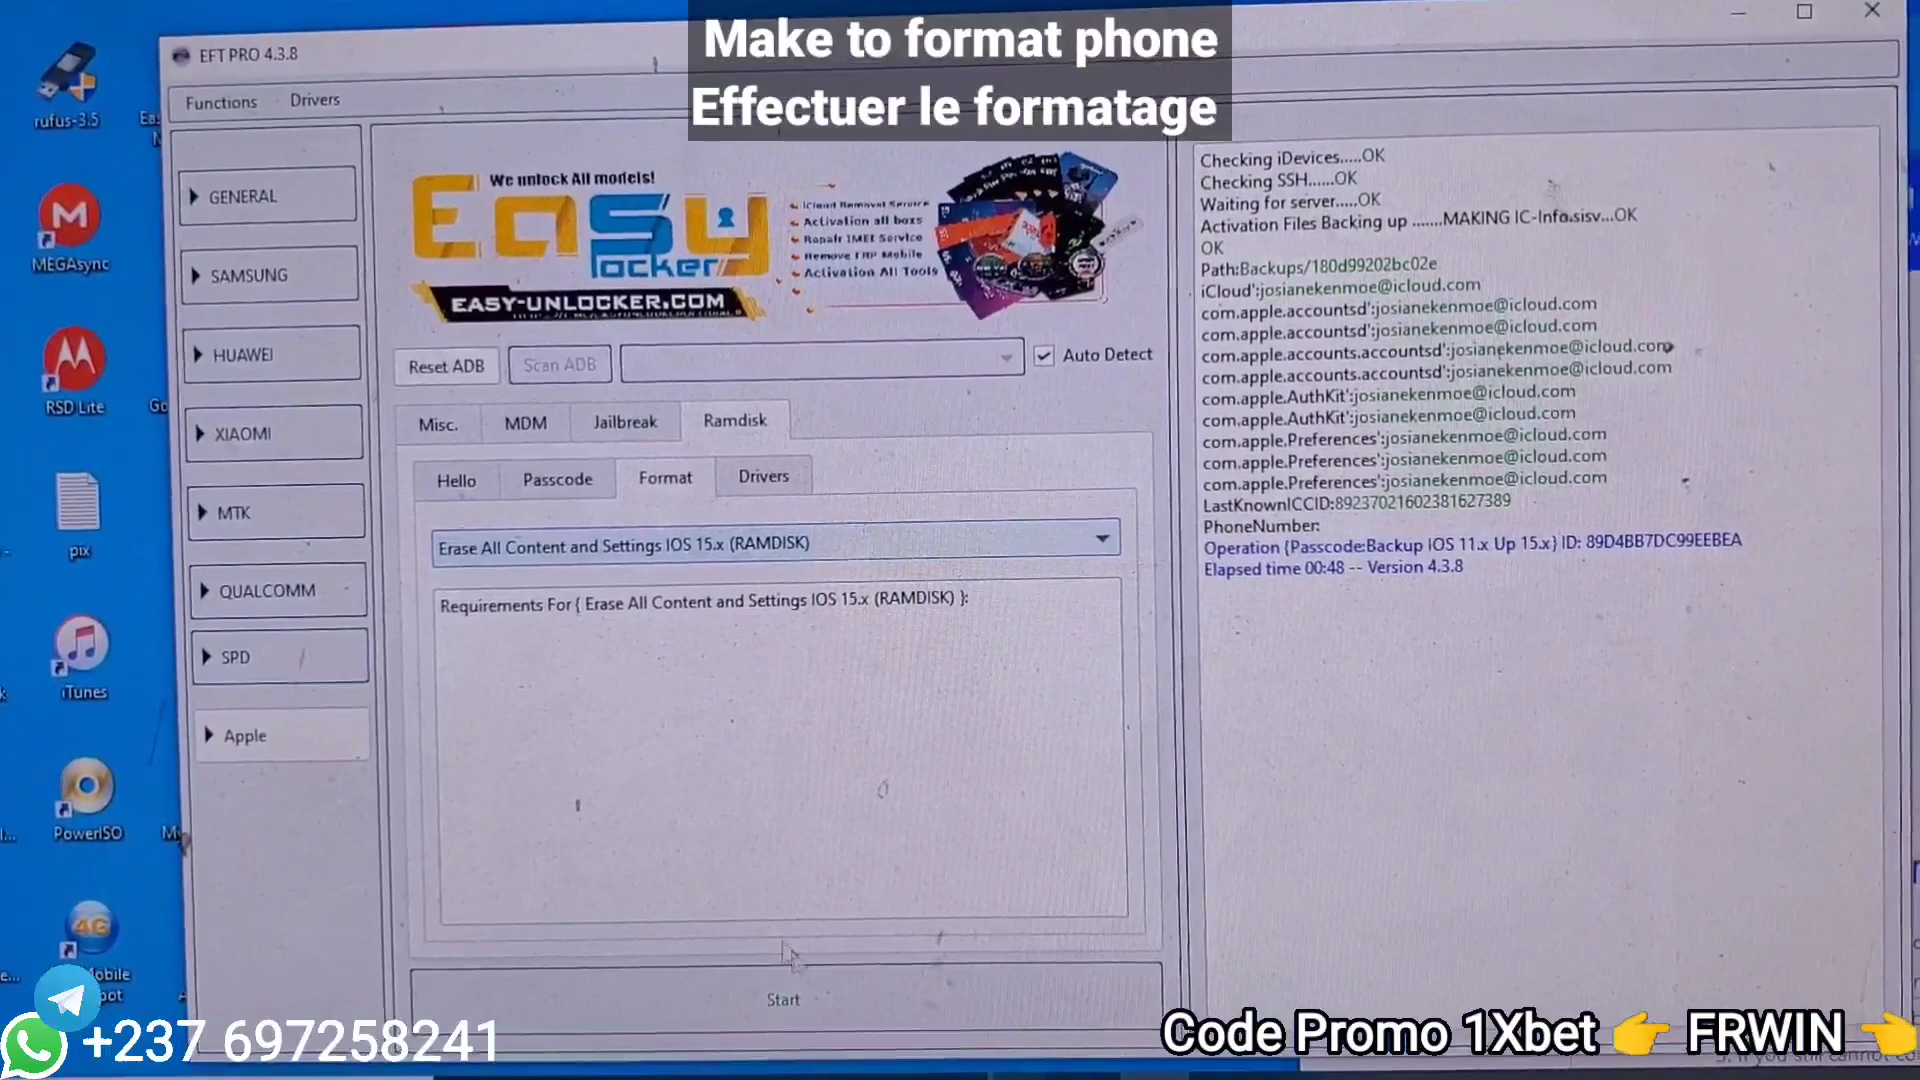 Make to format phone
Effectuer le formatage
EFT PRO 4.3.8
Functions Drivers
rufus-3.5
MEGAsync
RSD Lite
pix
iTunes
PowerISO
GENERAL
SAMSUNG
HUAWEI
XIAOMI
MTK
QUALCOMM
SPD
Apple
We unlock All models!
Easy
Locker
EASY-UNLOCKER.COM
iCloud Removal Service
Activation all boxs
Repair IMEI Service
Remove FRP Mobile
Activation All Tools
Reset ADB Scan ADB Auto Detect
Misc. MDM Jailbreak Ramdisk
Hello Passcode Format Drivers
Erase All Content and Settings IOS 15.x (RAMDISK)
Requirements For { Erase All Content and Settings IOS 15.x (RAMDISK) }:
Start
Checking iDevices.....OK
Checking SSH......OK
Waiting for server.....OK
Activation Files Backing up .......MAKING IC-Info.sisv...OK
OK
Path:Backups/180d99202bc02e
iCloud':josianekenmoe@icloud.com
com.apple.accountsd':josianekenmoe@icloud.com
com.apple.accountsd':josianekenmoe@icloud.com
com.apple.accounts.accountsd':josianekenmoe@icloud.com
com.apple.accounts.accountsd':josianekenmoe@icloud.com
com.apple.AuthKit':josianekenmoe@icloud.com
com.apple.AuthKit':josianekenmoe@icloud.com
com.apple.Preferences':josianekenmoe@icloud.com
com.apple.Preferences':josianekenmoe@icloud.com
com.apple.Preferences':josianekenmoe@icloud.com
LastKnownICCID:89237021602381627389
PhoneNumber:
Operation {Passcode:Backup iOS 11.x Up 15.x} ID: 89D4BB7DC99EEBEA
Elapsed time 00:48 -- Version 4.3.8
+237 697258241
Code Promo 1Xbet FRWIN